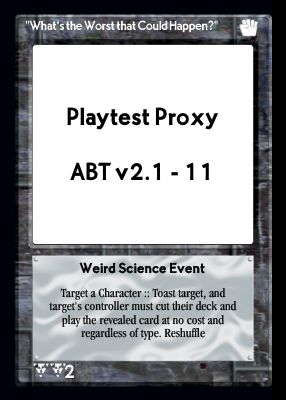 "What's the Worst that Could Happen?"
Playtest Proxy
ABT v2.1 - 11
Weird Science Event
Target a Character :: Toast target, and
target's controller must cut their deck and
play the revealed card at no cost and
regardless of type. Reshuffle
2